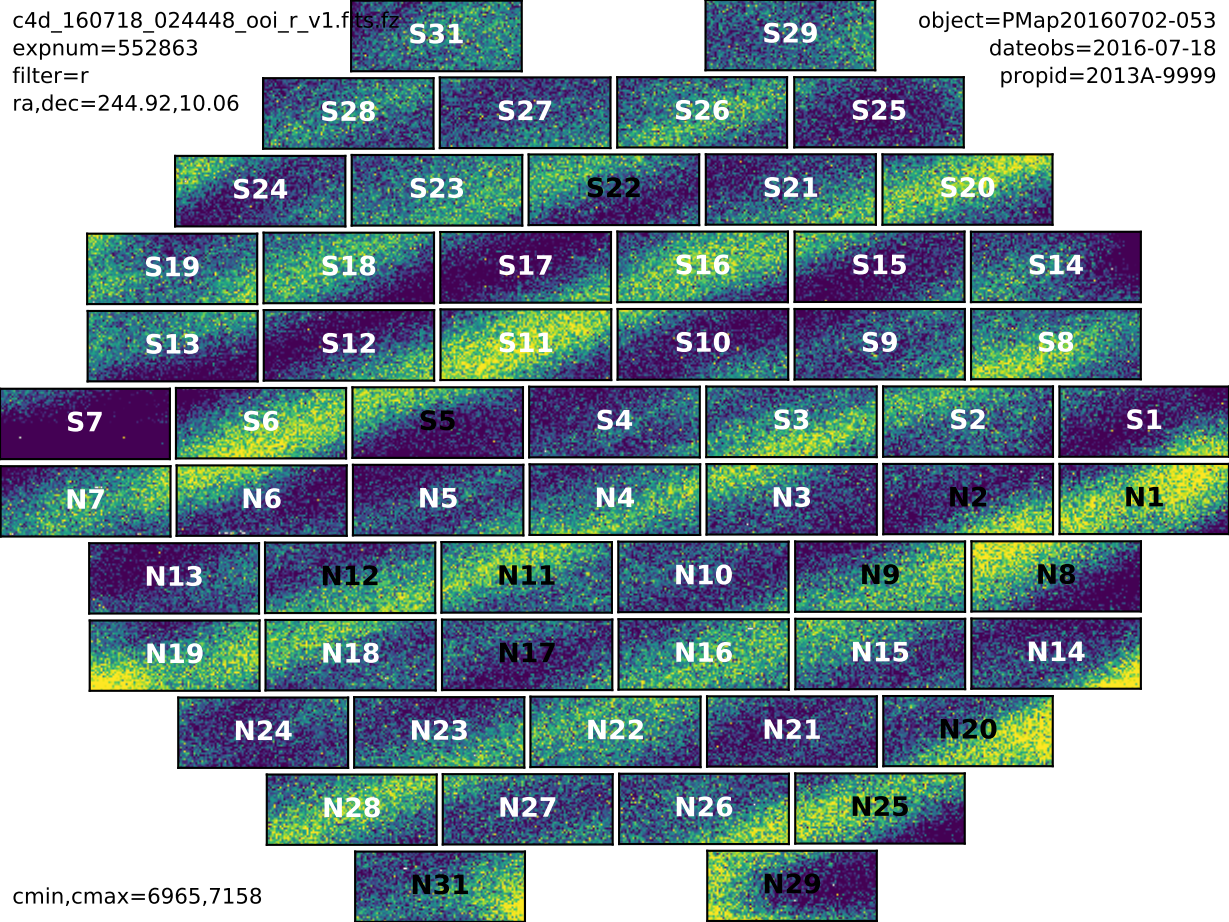 c4d_160718_024448_ooi_r_v1.fits.fz
expnum=552863
filter=r
ra,dec=244.92,10.06
object=PMap20160702-053
dateobs=2016-07-18
propid=2013A-9999
S31 S29
S28 S27 S26 S25
S24 S23 S22 S21 S20
S19 S18 S17 S16 S15 S14
S13 S12 S11 S10 S9 S8
S7 S6 S5 S4 S3 S2 S1
N7 N6 N5 N4 N3 N2 N1
N13 N12 N11 N10 N9 N8
N19 N18 N17 N16 N15 N14
N24 N23 N22 N21 N20
N28 N27 N26 N25
N31 N29
cmin,cmax=6965,7158